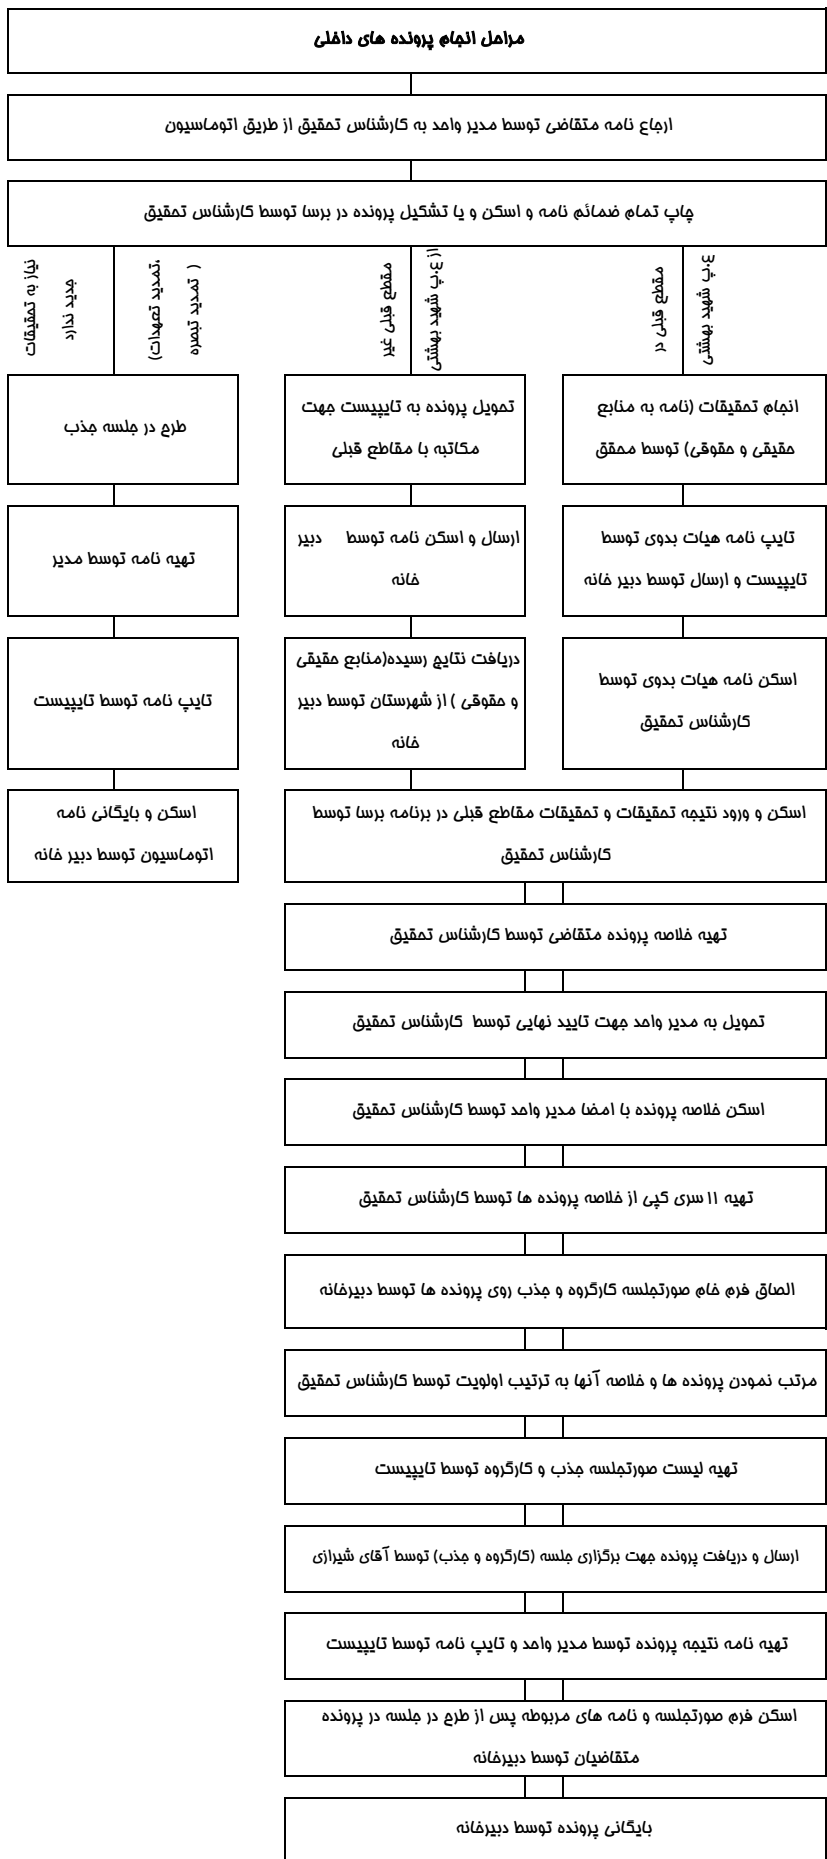 مراحل انجام پرونده های داخلی
ارجاع نامه متقاضی توسط مدیر واحد به کارشناس تحقیق از طریق اتوماسیون
چاپ تمام ضمائم نامه و اسکن و یا تشکیل پرونده در برسا توسط کارشناس تحقیق
مقطع قبلی در
ع.پ شهید بهشتی
مقطع قبلی غیر
از ع.پ شهید بهشتی
( تمدید تبصره
،تمدید تعهدات)
نیاز به تحقیقات
جدید ندارد
انجام تحقیقات (نامه به منابع
حقیقی و حقوقی) توسط محقق
تحویل پرونده به تایپیست جهت
مکاتبه با مقاطع قبلی
طرح در جلسه جذب
تایپ نامه هیات بدوی توسط
تایپیست و ارسال توسط دبیر خانه
ارسال و اسکن نامه توسط دبیر
خانه
تهیه نامه توسط مدیر
اسکن نامه هیات بدوی توسط
کارشناس تحقیق
دریافت نتایج رسیده(منابع حقیقی
و حقوقی ) از شهرستان توسط دبیر
خانه
تایپ نامه توسط تایپیست
اسکن و ورود نتیجه تحقیقات و تحقیقات مقاطع قبلی در برنامه برسا توسط
کارشناس تحقیق
اسکن و بایگانی نامه
اتوماسیون توسط دبیر خانه
تهیه خلاصه پرونده متقاضی توسط کارشناس تحقیق
تحویل به مدیر واحد جهت تایید نهایی توسط کارشناس تحقیق
اسکن خلاصه پرونده با امضا مدیر واحد توسط کارشناس تحقیق
تهیه ۱۱ سری کپی از خلاصه پرونده ها توسط کارشناس تحقیق
الصاق فرم خام صورتجلسه کارگروه و جذب روی پرونده ها توسط دبیرخانه
مرتب نمودن پرونده ها و خلاصه آنها به ترتیب اولویت توسط کارشناس تحقیق
تهیه لیست صورتجلسه جذب و کارگروه توسط تایپیست
ارسال و دریافت پرونده جهت برگزاری جلسه (کارگروه و جذب) توسط آقای شیرازی
تهیه نامه نتیجه پرونده توسط مدیر واحد و تایپ نامه توسط تایپیست
اسکن فرم صورتجلسه و نامه های مربوطه پس از طرح در جلسه در پرونده
متقاضیان توسط دبیرخانه
بایگانی پرونده توسط دبیرخانه